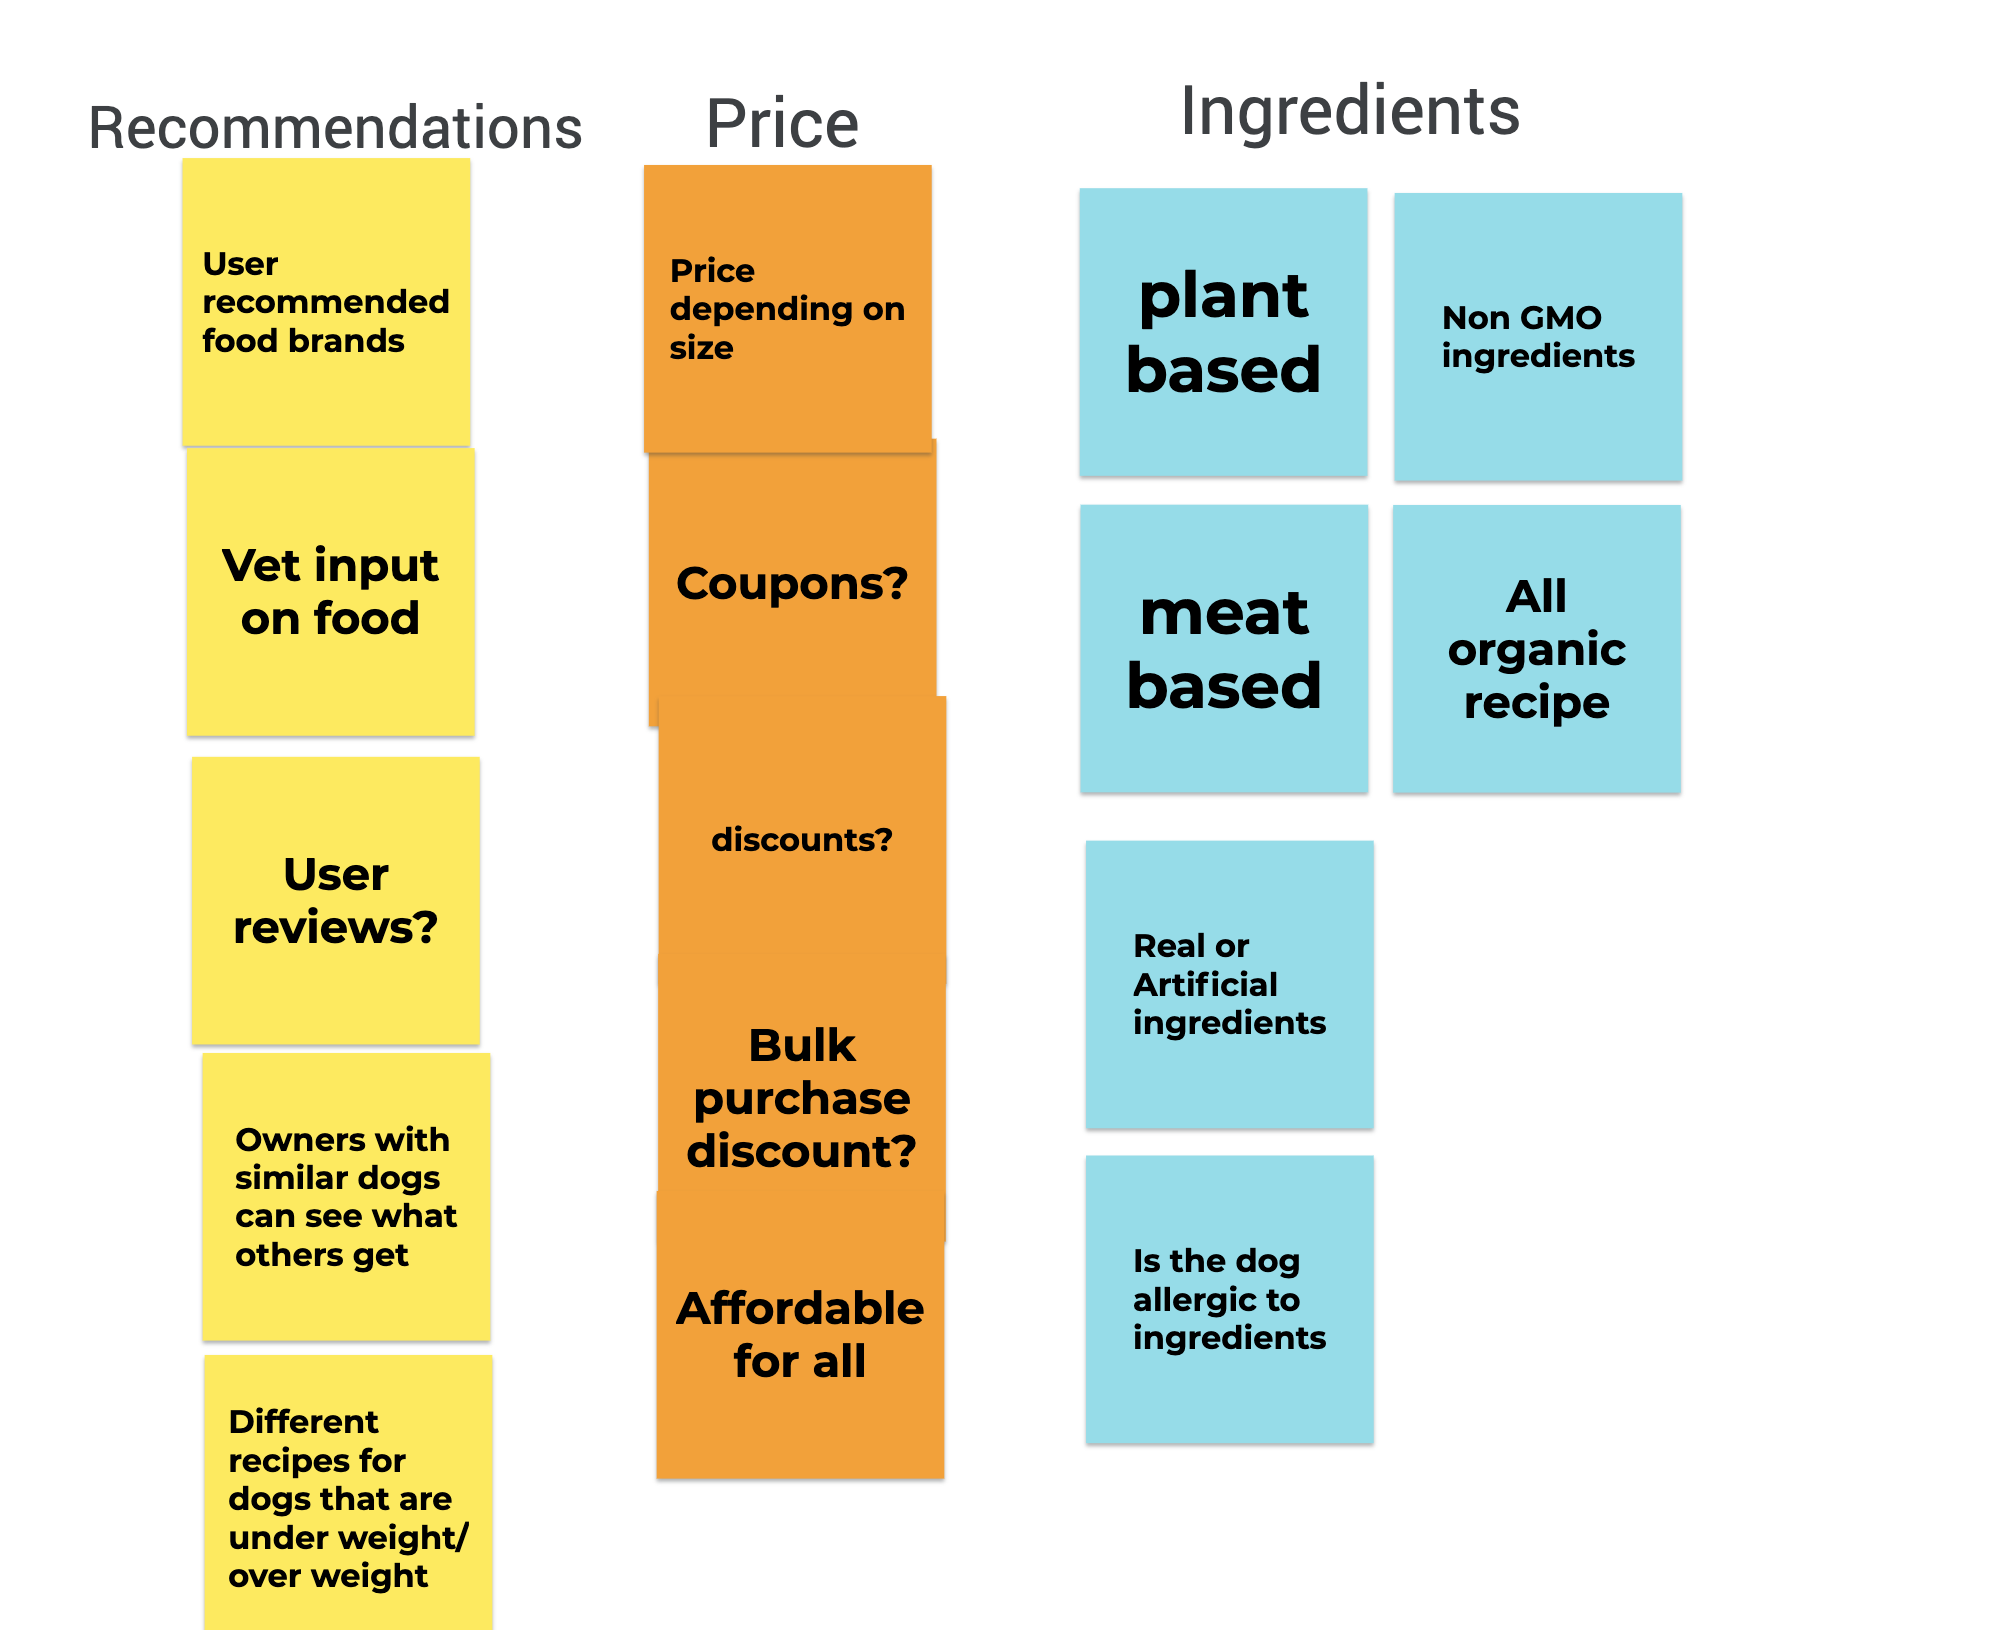 Recommendations
User
recommended
food brands
Vet input
on food
User
reviews?
Owners with
similar dogs
can see what
others get
Different
recipes for
dogs that are
under weight/
over weight
Price
Price
depending on
size
Coupons?
discounts?
Bulk
purchase
discount?
Affordable
for all
Ingredients
plant
based
Non GMO
ingredients
meat
based
All
organic
recipe
Real or
Artificial
ingredients
Is the dog
allergic to
ingredients